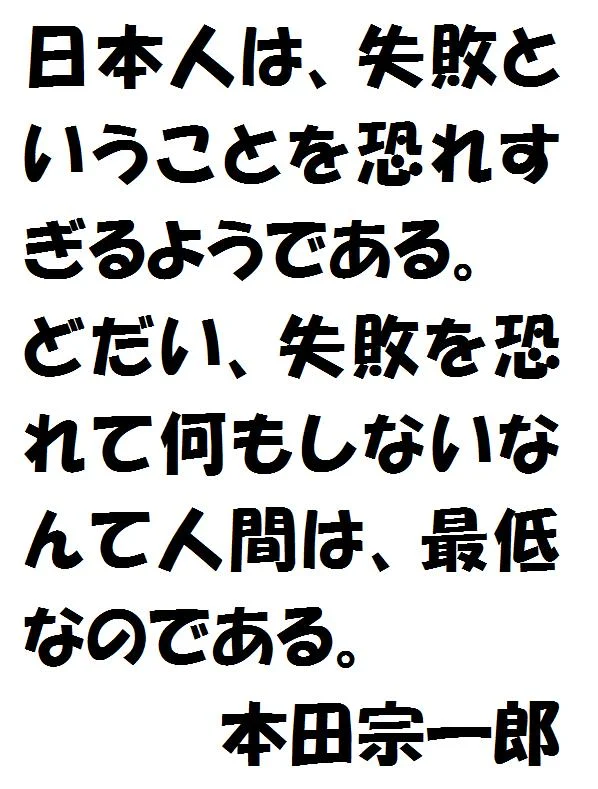 日本人は、失敗と
いうことを恐れす
ぎるようである。
どだい、失敗を恐
れて何もしないな
んて人間は、最低
なのである。
本田宗一郎